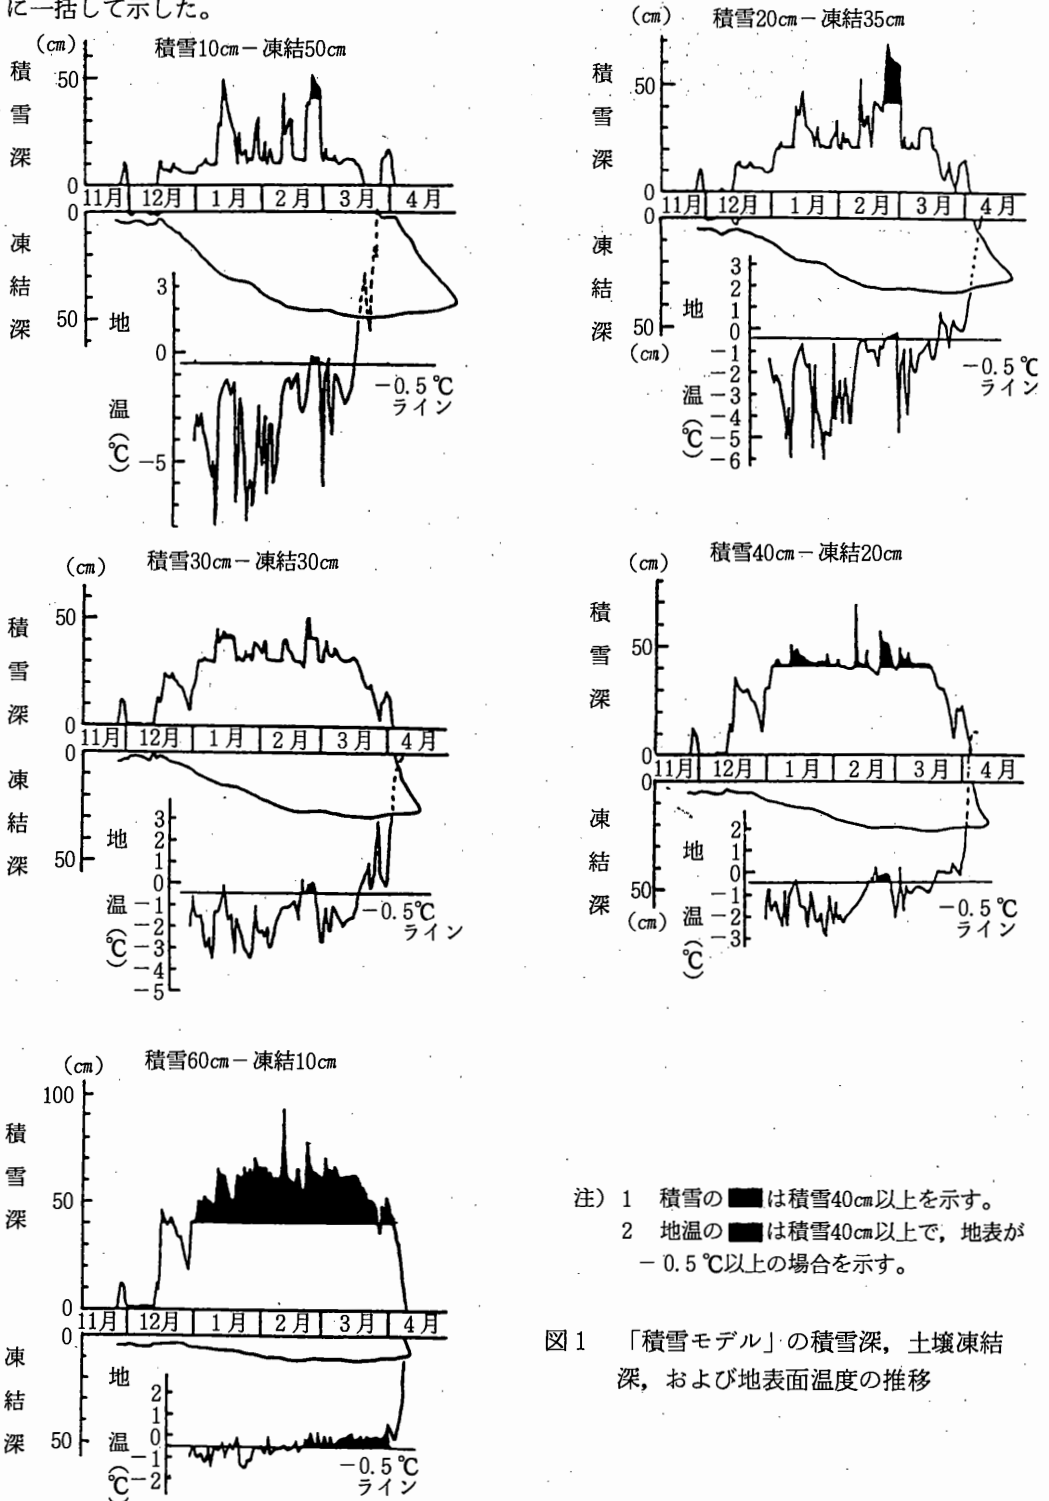 に一括して示した。
積雪10cm－凍結50cm
(cm)
積雪深
50
0
11月 12月 1月 2月 3月 4月
0
凍結深
50
地温(℃)
3
0
−5
−0.5℃
ライン
積雪20cm－凍結35cm
(cm)
積雪深
50
0
11月 12月 1月 2月 3月 4月
0
凍結深
50
(cm)
地温(℃)
3
2
1
0
−1
−2
−3
−4
−5
−6
−0.5℃
ライン
積雪30cm－凍結30cm
(cm)
積雪深
50
0
11月 12月 1月 2月 3月 4月
0
凍結深
50
地温(℃)
3
2
1
0
−1
−2
−3
−4
−5
−0.5℃
ライン
積雪40cm－凍結20cm
(cm)
積雪深
50
0
11月 12月 1月 2月 3月 4月
0
凍結深
50
(cm)
地温(℃)
2
1
0
−1
−2
−3
−0.5℃
ライン
積雪60cm－凍結10cm
(cm)
積雪深
100
50
0
11月 12月 1月 2月 3月 4月
0
凍結深
50
地温(℃)
2
1
0
−1
−2
−0.5℃
ライン
注）1　積雪の■は積雪40cm以上を示す。
2　地温の■は積雪40cm以上で，地表が
−0.5℃以上の場合を示す。
図1　「積雪モデル」の積雪深，土壌凍結
深，および地表面温度の推移